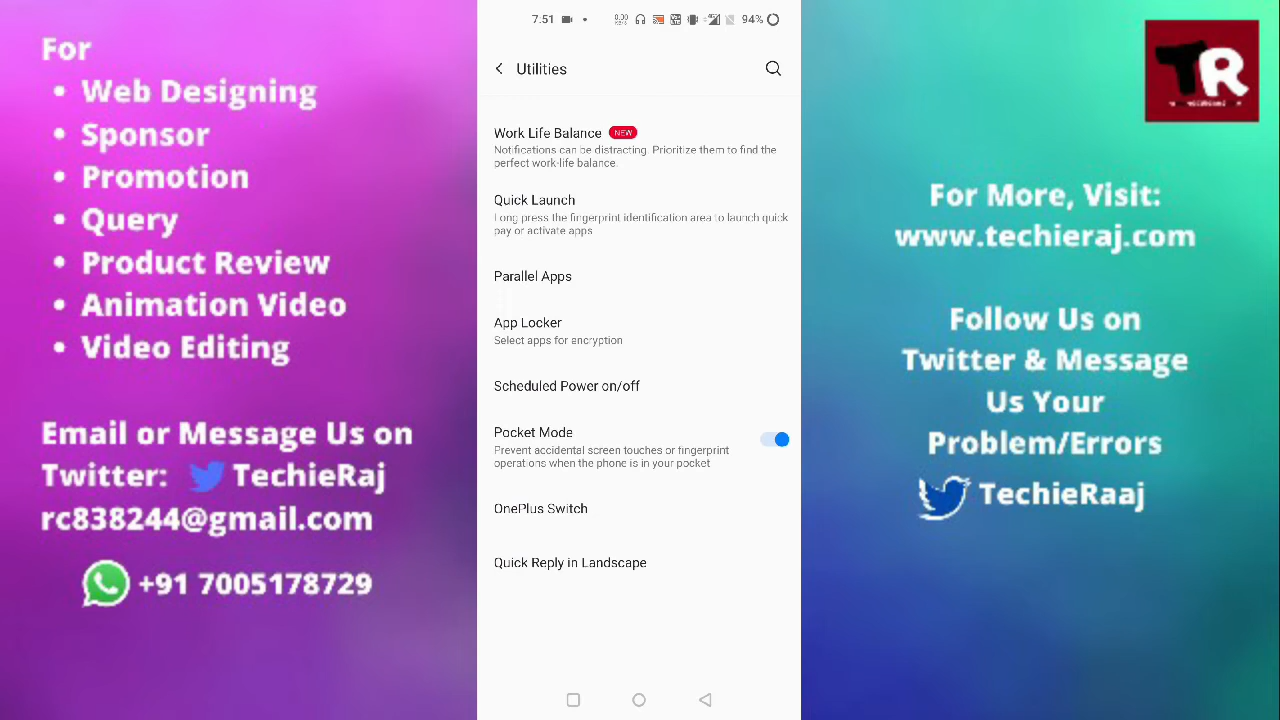 For
• Web Designing
• Sponsor
• Promotion
• Query
• Product Review
• Animation Video
• Video Editing
Email or Message Us on
Twitter: TechieRaj
rc838244@gmail.com
+91 7005178729
7:51
0.00
94%
Utilities
Work Life Balance NEW
Notifications can be distracting. Prioritize them to find the
perfect work-life balance.
Quick Launch
Long press the fingerprint identification area to launch quick
pay or activate apps
Parallel Apps
App Locker
Select apps for encryption
Scheduled Power on/off
Pocket Mode
Prevent accidental screen touches or fingerprint
operations when the phone is in your pocket
OnePlus Switch
Quick Reply in Landscape
TR
For More, Visit:
www.techieraj.com
Follow Us on
Twitter & Message
Us Your
Problem/Errors
TechieRaaj